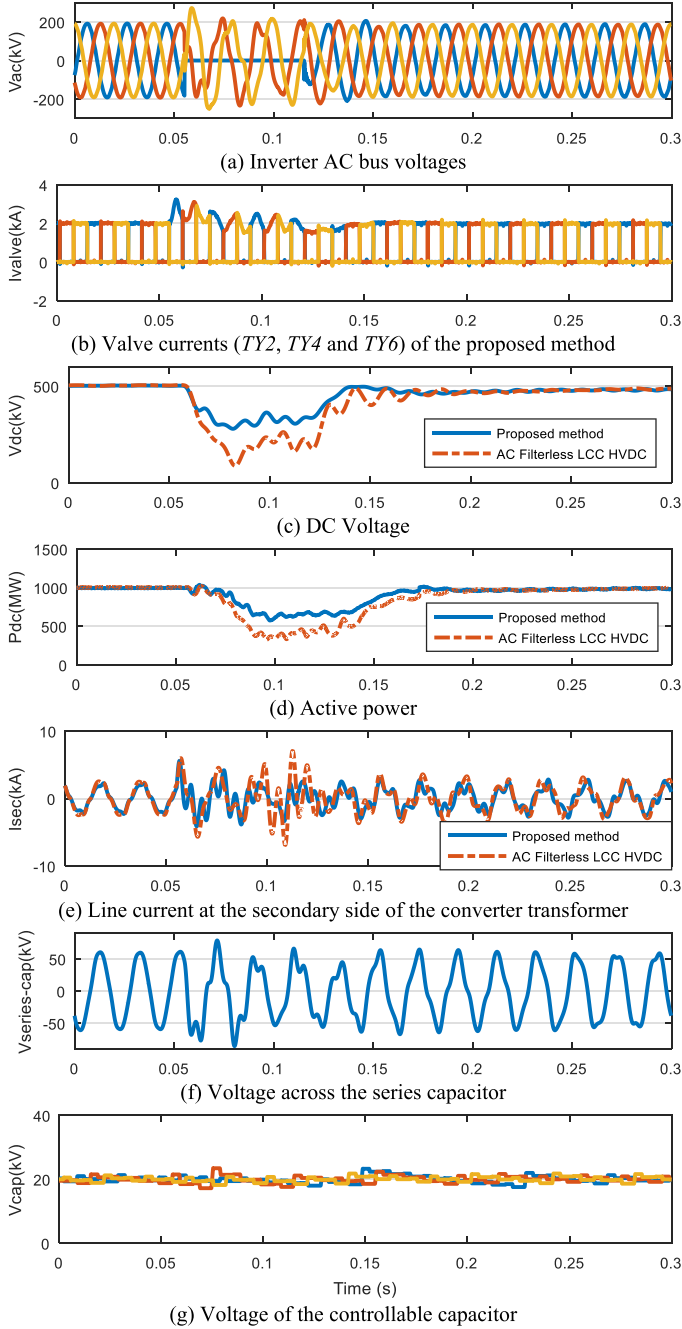 Vac(kV)
200
0
-200
0 0.05 0.1 0.15 0.2 0.25 0.3
(a) Inverter AC bus voltages
Ivalve(kA)
4
2
0
-2
0 0.05 0.1 0.15 0.2 0.25 0.3
(b) Valve currents (TY2, TY4 and TY6) of the proposed method
Vdc(kV)
500
0
Proposed method
AC Filterless LCC HVDC
0 0.05 0.1 0.15 0.2 0.25 0.3
(c) DC Voltage
Pdc(MW)
1500
1000
500
0
Proposed method
AC Filterless LCC HVDC
0 0.05 0.1 0.15 0.2 0.25 0.3
(d) Active power
Isec(kA)
10
0
-10
Proposed method
AC Filterless LCC HVDC
0 0.05 0.1 0.15 0.2 0.25 0.3
(e) Line current at the secondary side of the converter transformer
Vseries-cap(kV)
50
0
-50
0 0.05 0.1 0.15 0.2 0.25 0.3
(f) Voltage across the series capacitor
Vcap(kV)
40
20
0
0 0.05 0.1 0.15 0.2 0.25 0.3
Time (s)
(g) Voltage of the controllable capacitor